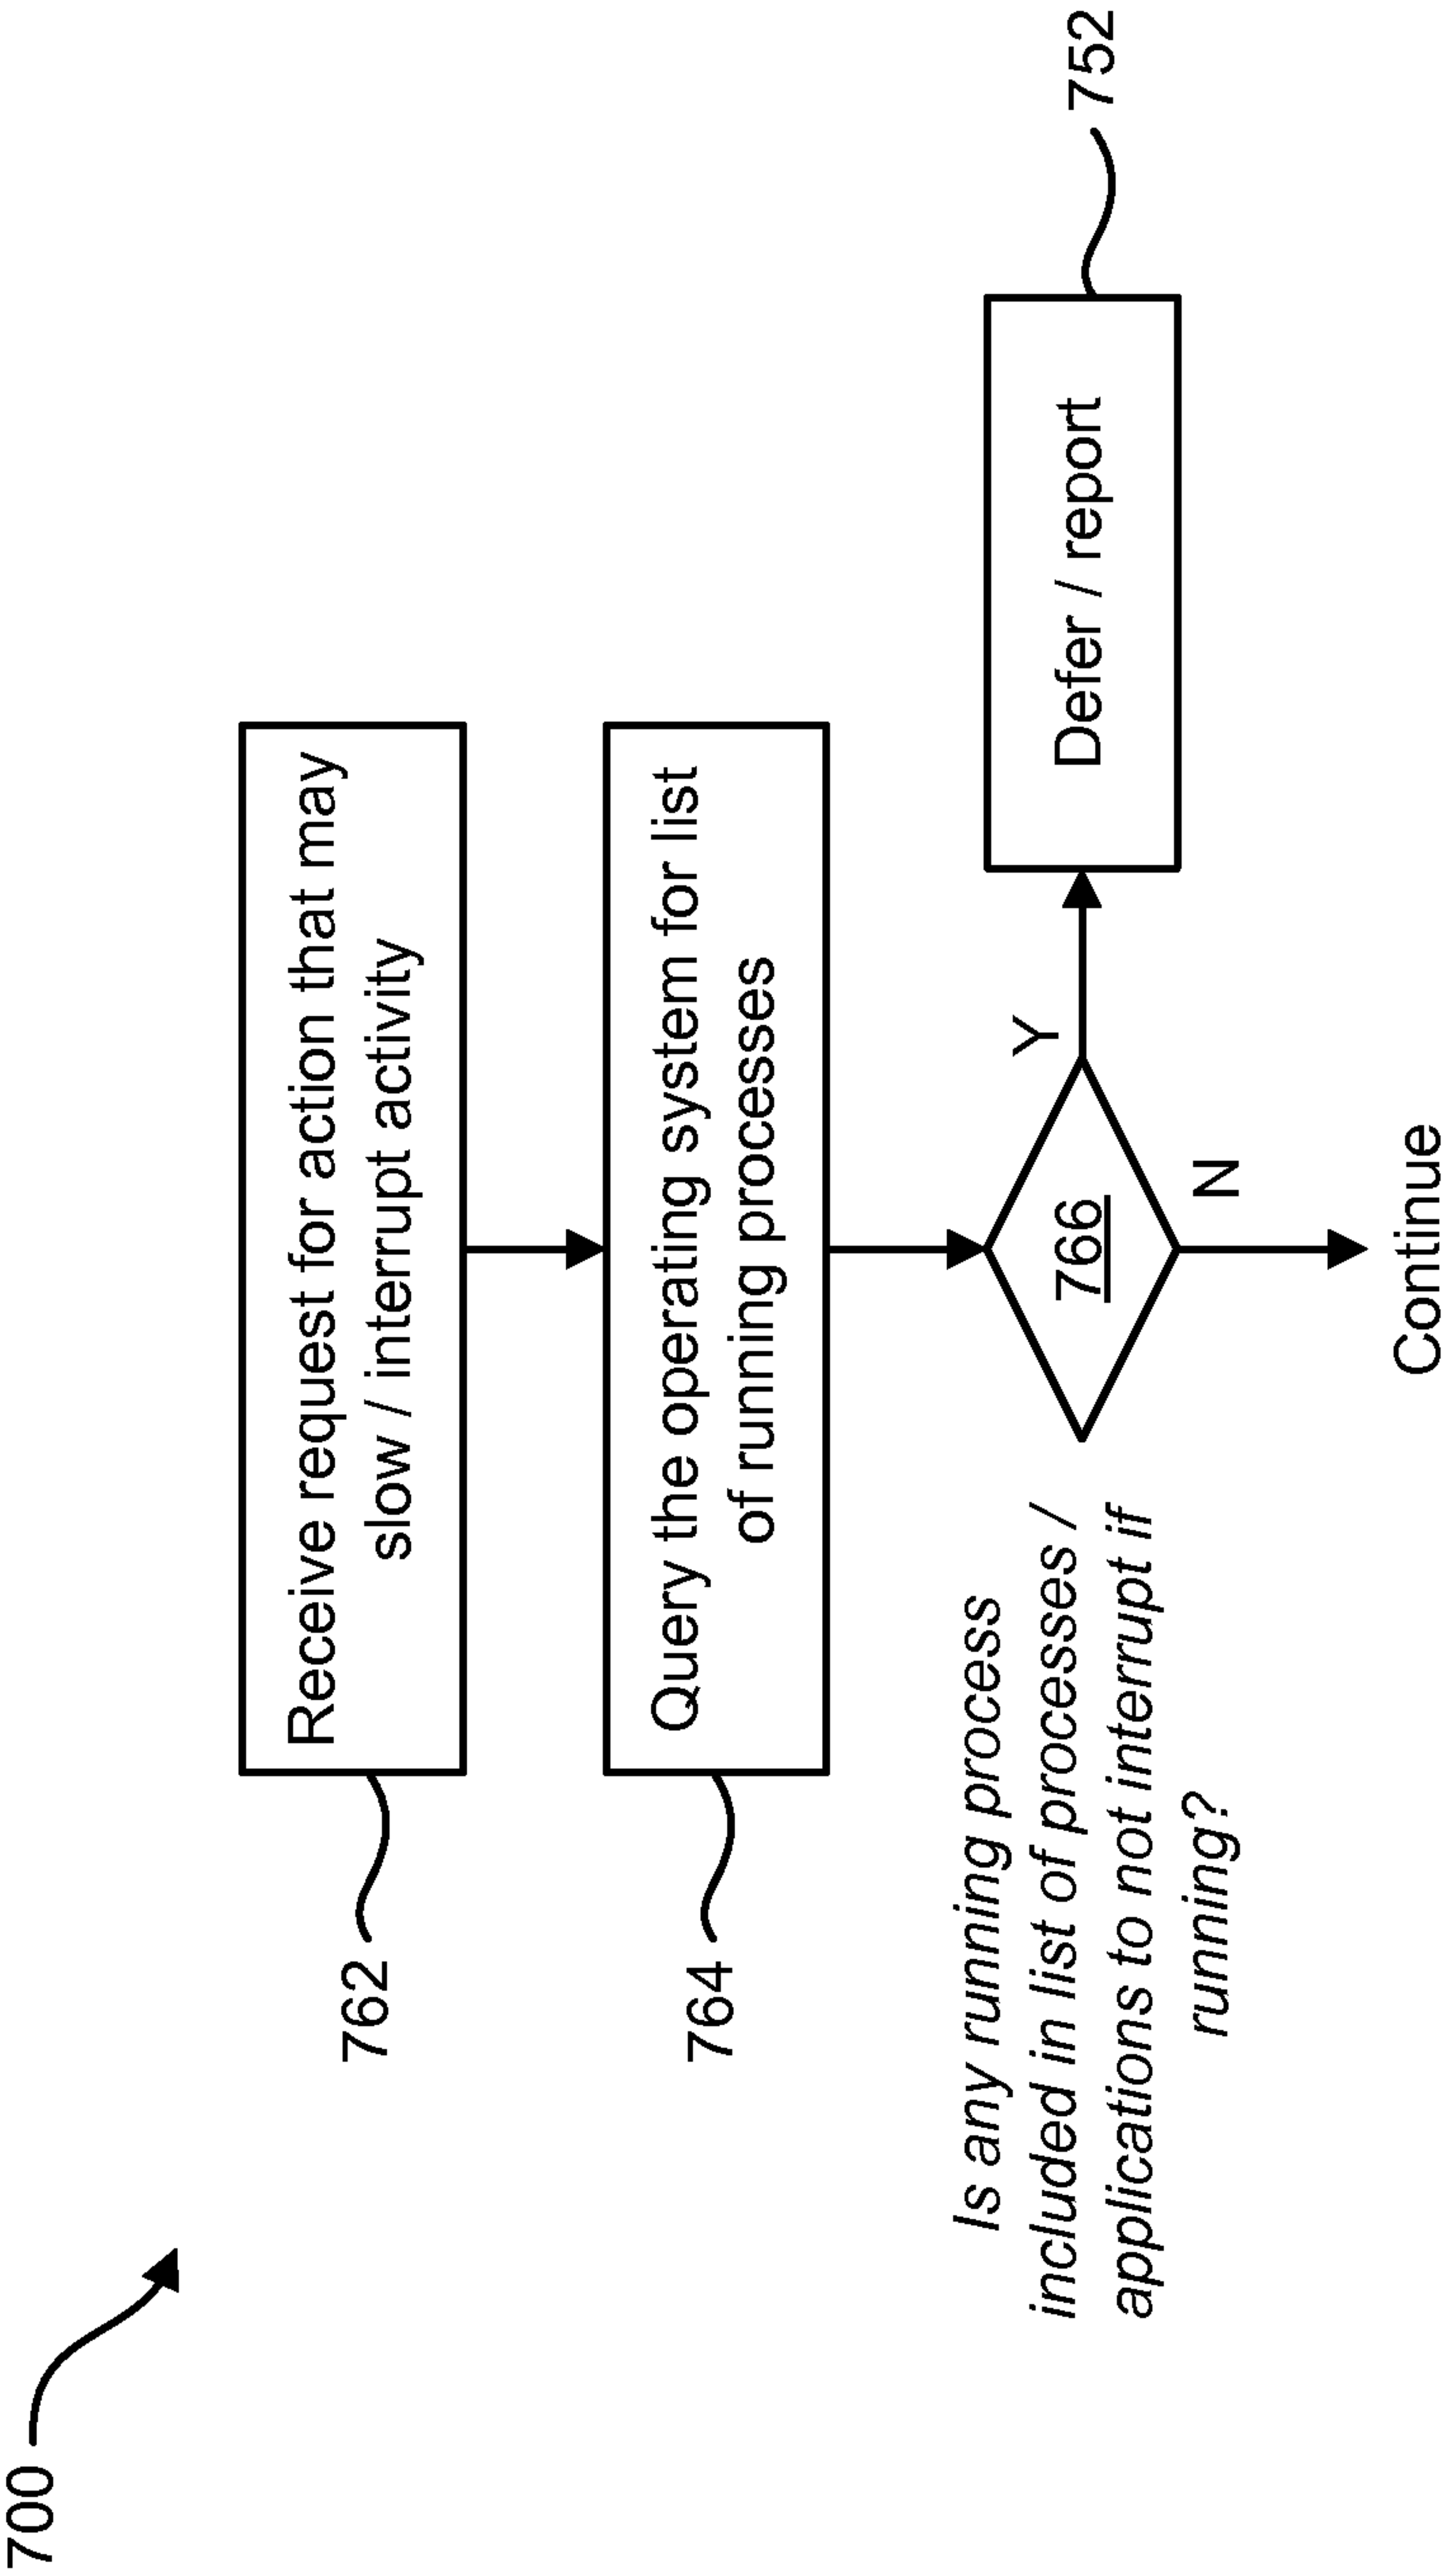 700
762
Receive request for action that may
slow / interrupt activity
764
Query the operating system for list
of running processes
Is any running process
included in list of processes /
applications to not interrupt if
running?
766
Y
N
Defer / report
752
Continue